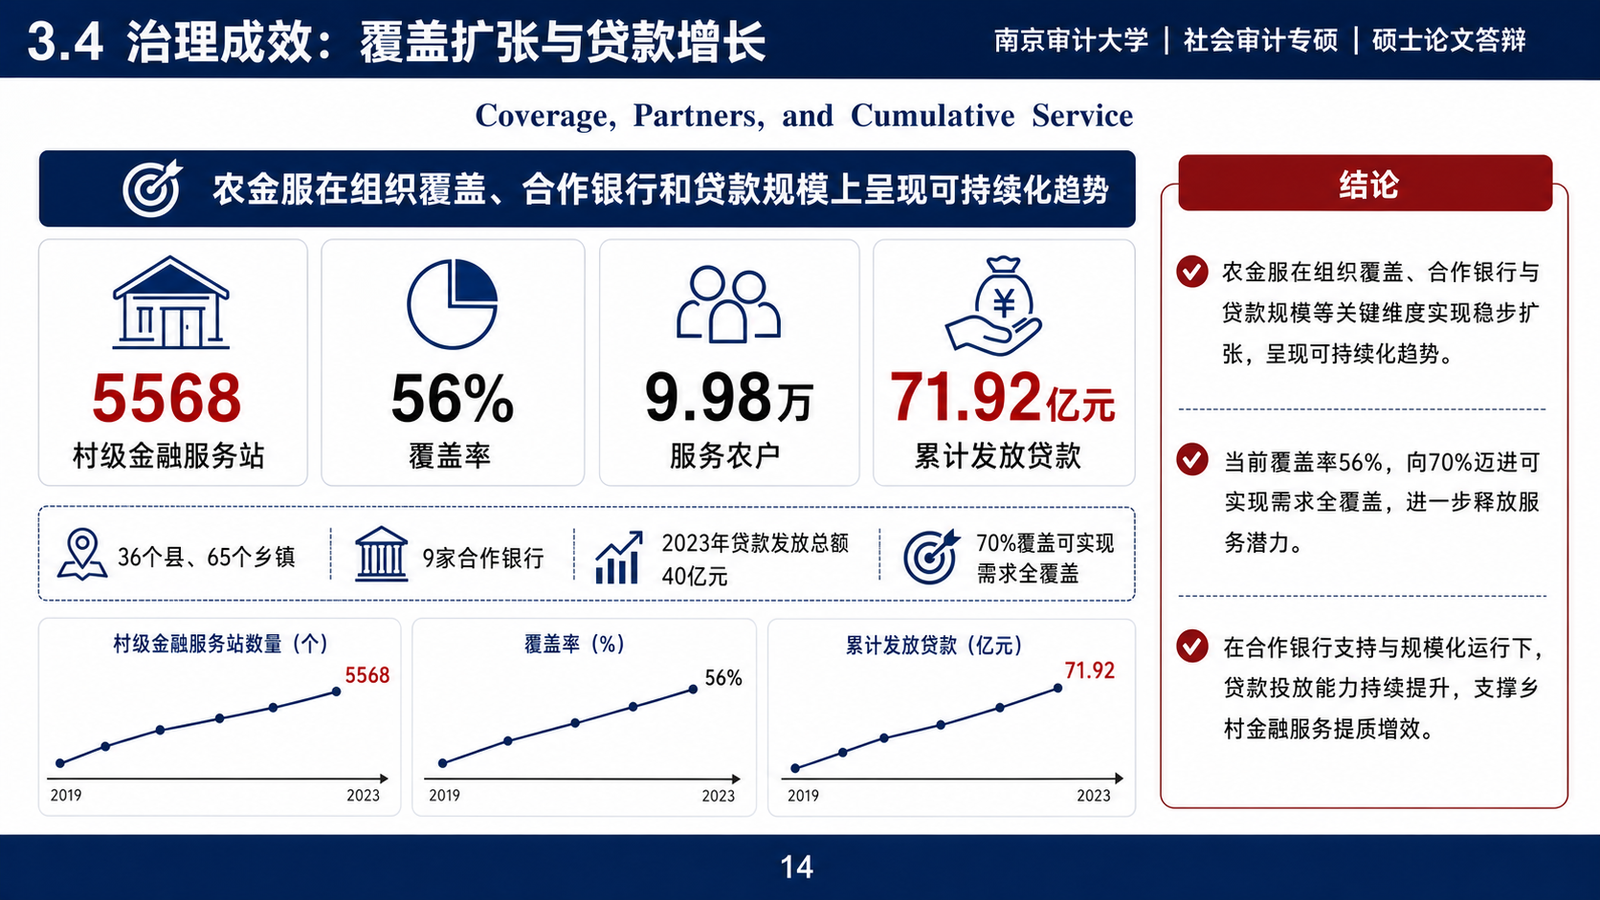 3.4 治理成效：覆盖扩张与贷款增长
南京审计大学 | 社会审计专硕 | 硕士论文答辩
Coverage, Partners, and Cumulative Service
农金服在组织覆盖、合作银行和贷款规模上呈现可持续化趋势
5568
村级金融服务站
56%
覆盖率
9.98万
服务农户
¥
71.92亿元
累计发放贷款
36个县、65个乡镇
9家合作银行
2023年贷款发放总额
40亿元
70%覆盖可实现
需求全覆盖
村级金融服务站数量（个）
5568
2019
2023
覆盖率（%）
56%
2019
2023
累计发放贷款（亿元）
71.92
2019
2023
结论
农金服在组织覆盖、合作银行与
贷款规模等关键维度实现稳步扩
张，呈现可持续化趋势。
当前覆盖率56%，向70%迈进可
实现需求全覆盖，进一步释放服
务潜力。
在合作银行支持与规模化运行下，
贷款投放能力持续提升，支撑乡
村金融服务提质增效。
14